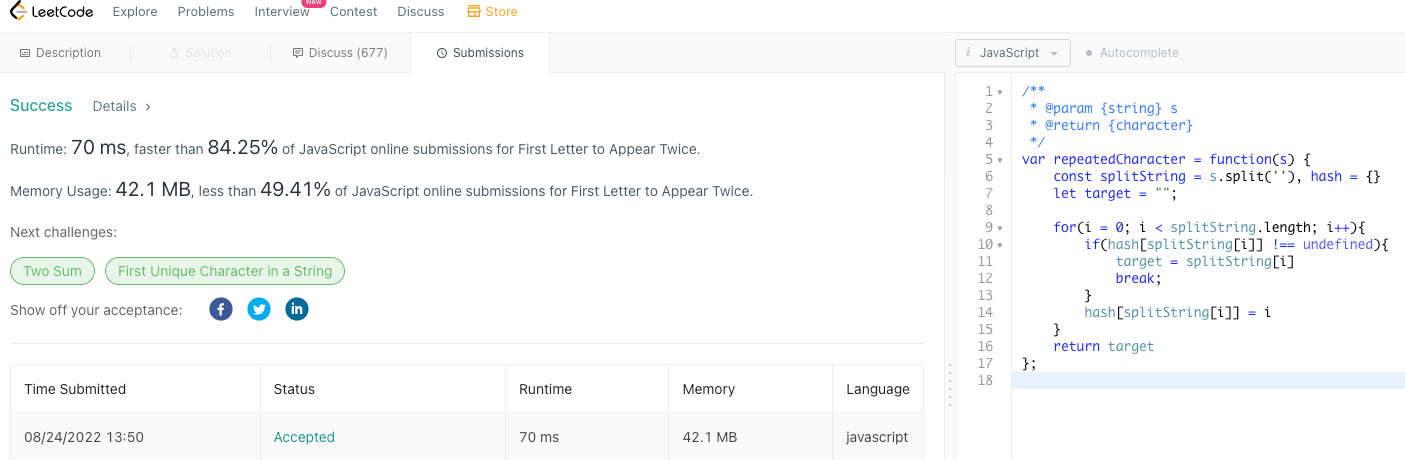 LeetCode Explore Problems Interview New Contest Discuss Store
Description Solution Discuss (677) Submissions
Success Details ›
Runtime: 70 ms, faster than 84.25% of JavaScript online submissions for First Letter to Appear Twice.
Memory Usage: 42.1 MB, less than 49.41% of JavaScript online submissions for First Letter to Appear Twice.
Next challenges:
Two Sum First Unique Character in a String
Show off your acceptance:
Time Submitted Status Runtime Memory Language
08/24/2022 13:50 Accepted 70 ms 42.1 MB javascript
i JavaScript Autocomplete
1 /**
2  * @param {string} s
3  * @return {character}
4  */
5 var repeatedCharacter = function(s) {
6     const splitString = s.split(''), hash = {}
7     let target = "";
8
9     for(i = 0; i < splitString.length; i++){
10         if(hash[splitString[i]] !== undefined){
11             target = splitString[i]
12             break;
13         }
14         hash[splitString[i]] = i
15     }
16     return target
17 };
18